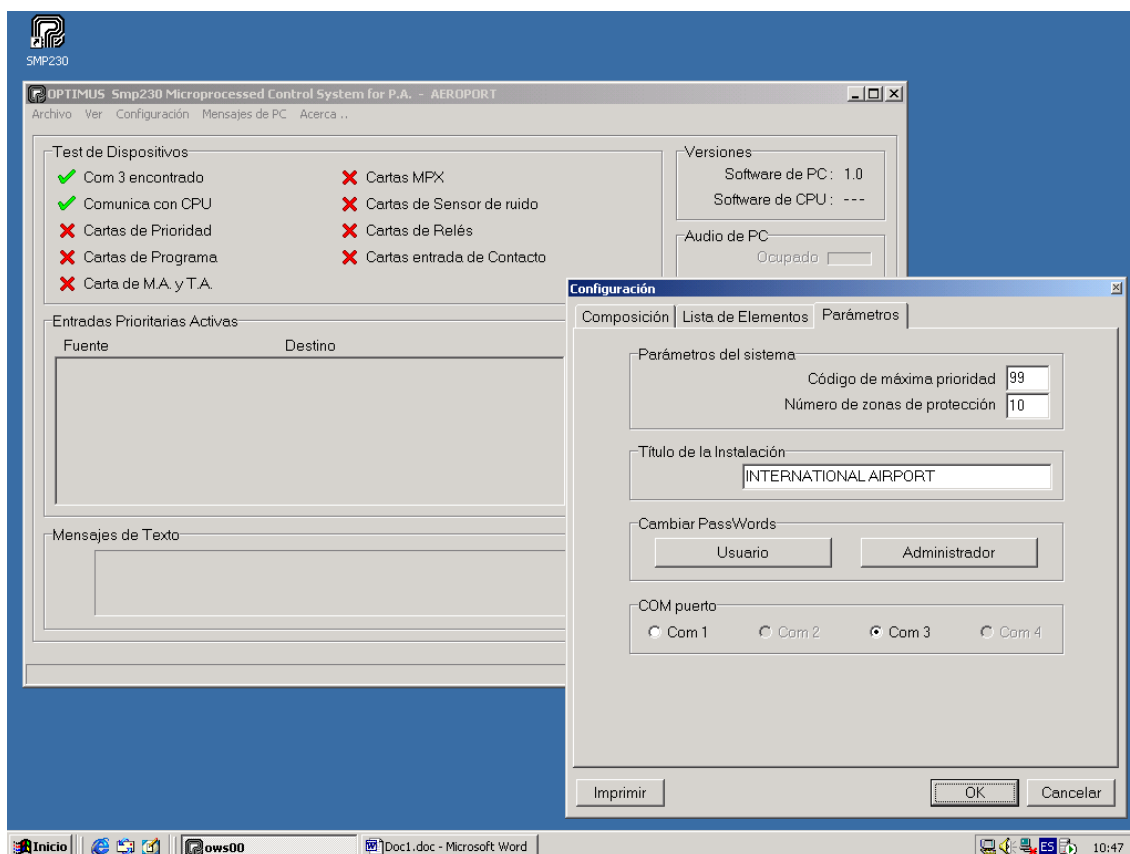 SMP230
OPTIMUS Smp230 Microprocessed Control System for P.A. - AEROPORT
Archivo Ver Configuración Mensajes de PC Acerca ..
Test de Dispositivos
Com 3 encontrado
Comunica con CPU
Cartas de Prioridad
Cartas de Programa
Carta de M.A. y T.A.
Cartas MPX
Cartas de Sensor de ruido
Cartas de Relés
Cartas entrada de Contacto
Versiones
Software de PC : 1.0
Software de CPU : ---
Audio de PC
Ocupado
Entradas Prioritarias Activas
Fuente Destino
Mensajes de Texto
Configuración
Composición Lista de Elementos Parámetros
Parámetros del sistema
Código de máxima prioridad 99
Número de zonas de protección 10
Título de la Instalación
INTERNATIONAL AIRPORT
Cambiar PassWords
Usuario Administrador
COM puerto
Com 1 Com 2 Com 3 Com 4
Imprimir OK Cancelar
Inicio ows00 Doc1.doc - Microsoft Word ES 10:47